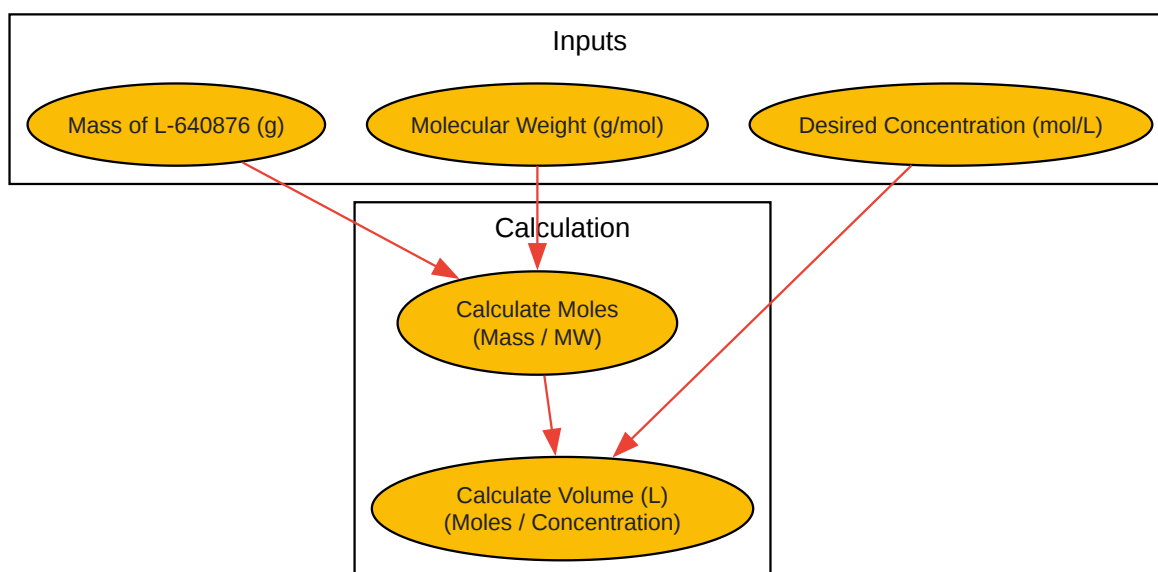 Inputs
Mass of L-640876 (g)
Molecular Weight (g/mol)
Desired Concentration (mol/L)
Calculation
Calculate Moles
(Mass / MW)
Calculate Volume (L)
(Moles / Concentration)